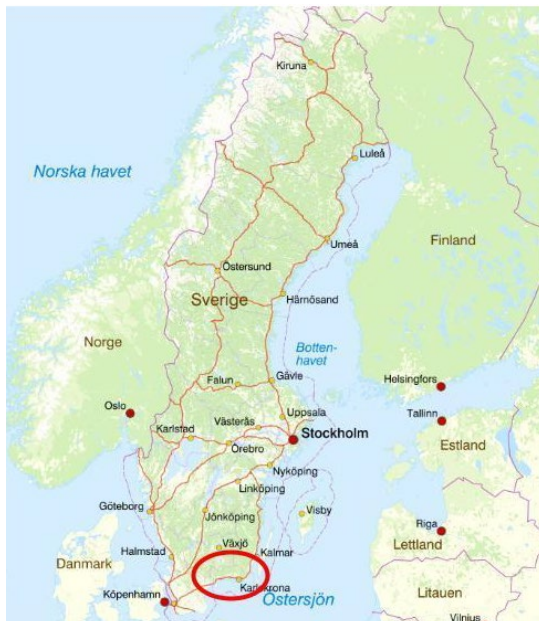 Kiruna
Luleå
Norska havet
Umeå
Finland
Östersund
Sverige
Härnösand
Norge
Botten-
havet
Falun
Gävle
Helsingfors
Oslo
Uppsala
Tallinn
Västerås
Karlstad
Stockholm
Örebro
Estland
Nyköping
Linköping
Göteborg
Jönköping
Visby
Riga
Växjö
Lettland
Halmstad
Kalmar
Danmark
Karlskrona
Litauen
Köpenhamn
Östersjön
Vilnius